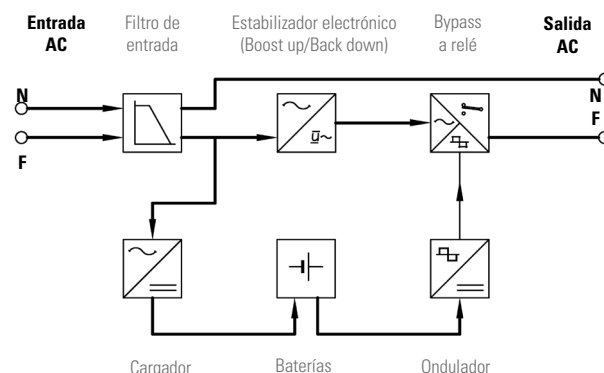 Entrada
AC
Filtro de
entrada
Estabilizador electrónico
(Boost up/Back down)
Bypass
a relé
Salida
AC
N
F
N
F
u~
Cargador
Baterías
Ondulador